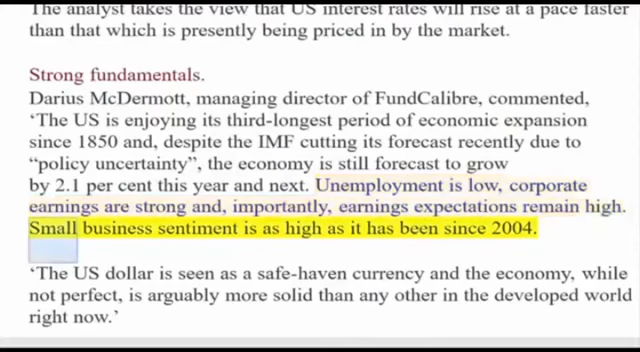 The analyst takes the view that US interest rates will rise at a pace faster
than that which is presently being priced in by the market.
Strong fundamentals.
Darius McDermott, managing director of FundCalibre, commented,
‘The US is enjoying its third-longest period of economic expansion
since 1850 and, despite the IMF cutting its forecast recently due to
“policy uncertainty”, the economy is still forecast to grow
by 2.1 per cent this year and next. Unemployment is low, corporate
earnings are strong and, importantly, earnings expectations remain high.
Small business sentiment is as high as it has been since 2004.
‘The US dollar is seen as a safe-haven currency and the economy, while
not perfect, is arguably more solid than any other in the developed world
right now.’